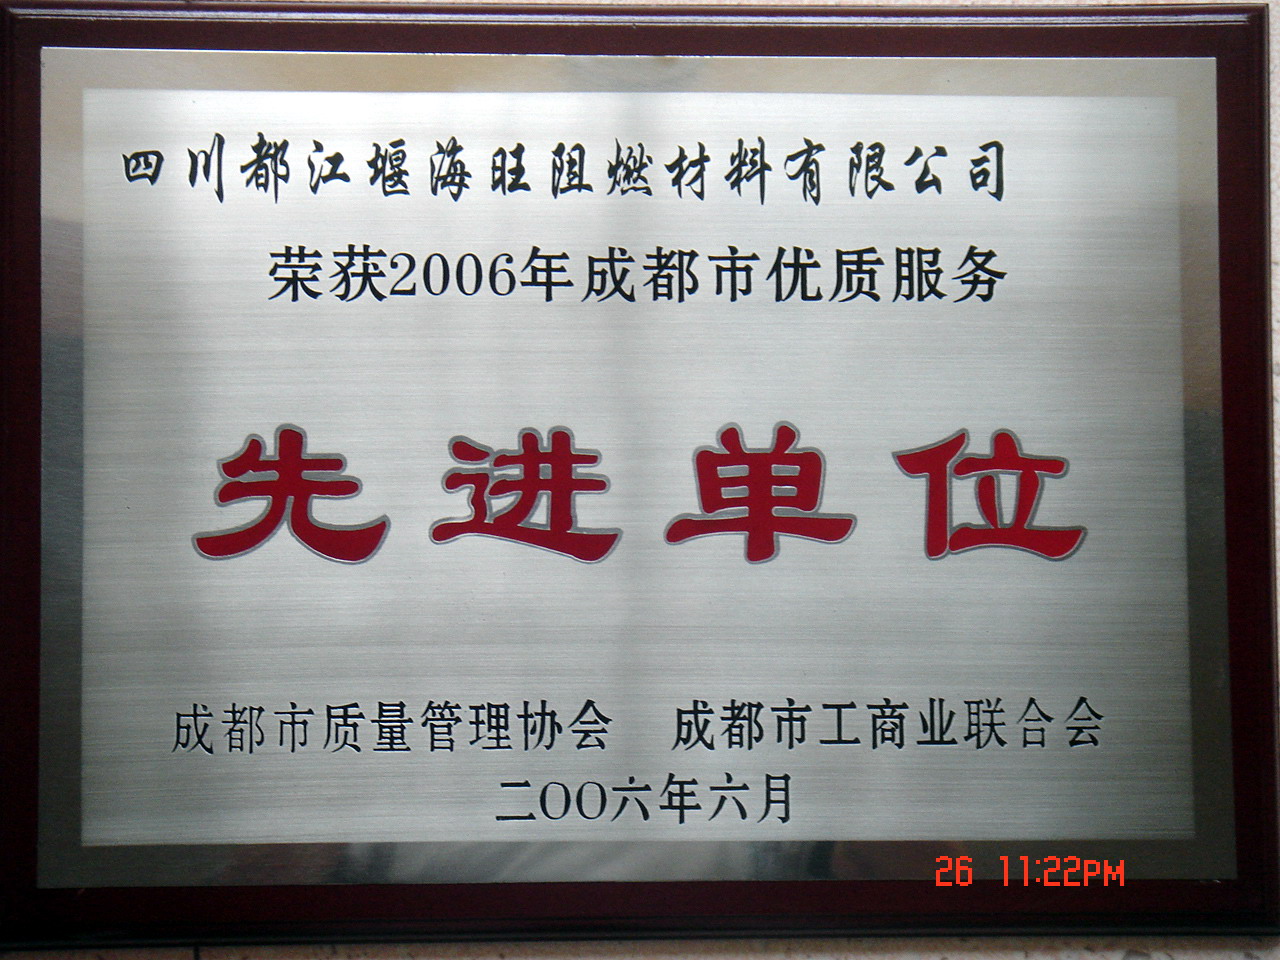 四川都江堰海旺阻燃材料有限公司
荣获2006年成都市优质服务
先进单位
成都市质量管理协会 成都市工商业联合会
二〇〇六年六月
26 11:22PM